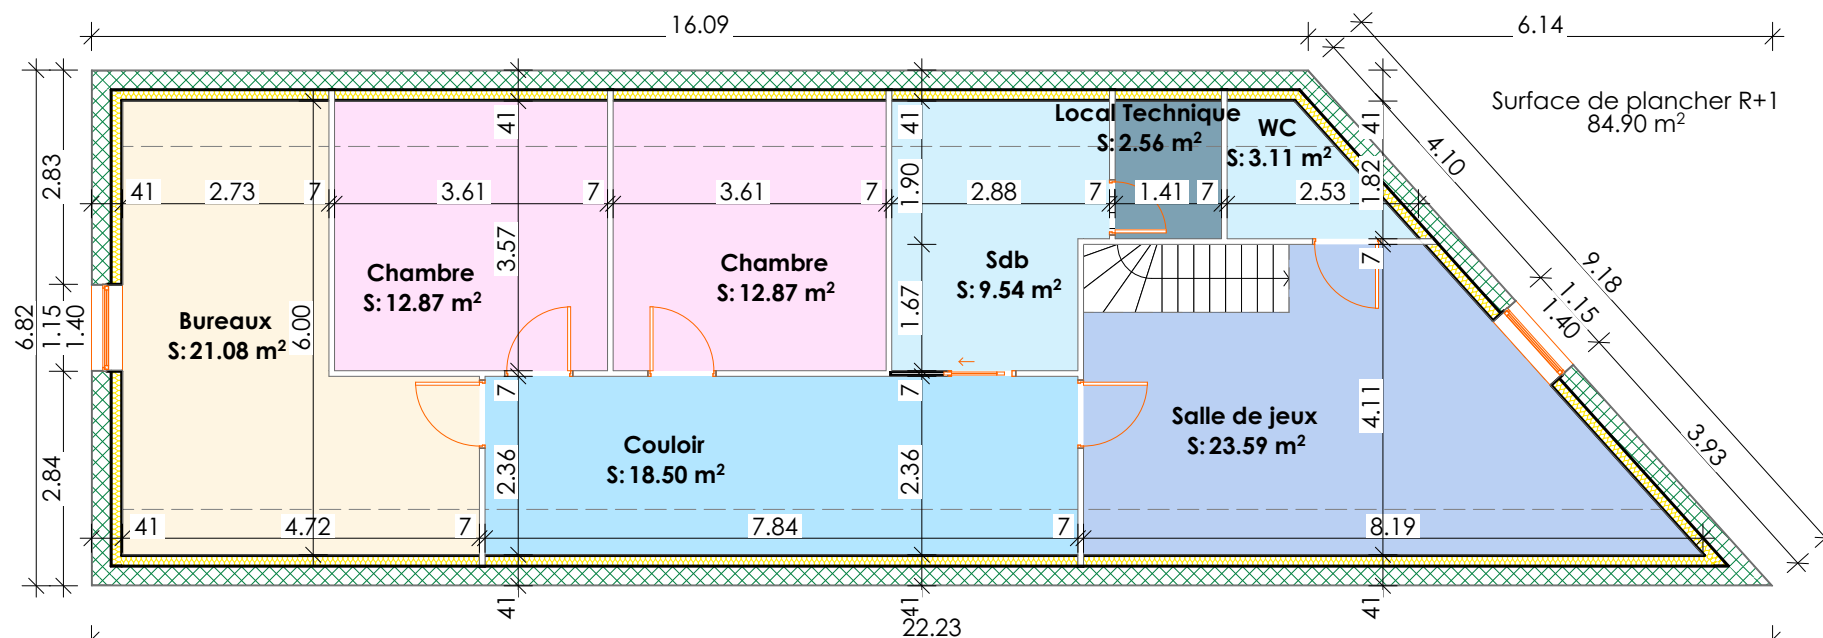 16.09
6.14
Surface de plancher R+1
84.90 m²
Local Technique
S: 2.56 m²
WC
S: 3.11 m²
41
41
41
4.10
2.83
1.90
1.82
41
2.73
7
3.61
7
3.61
7
2.88
7
1.41
7
2.53
3.57
7
9.18
Chambre
S: 12.87 m²
Chambre
S: 12.87 m²
Sdb
S: 9.54 m²
1.15
1.40
6.82
1.15
1.40
Bureaux
S: 21.08 m²
6.00
1.67
7
7
Salle de jeux
S: 23.59 m²
4.11
Couloir
S: 18.50 m²
3.93
2.84
2.36
2.36
41
4.72
7
7.84
7
8.19
41
41
41
22.23